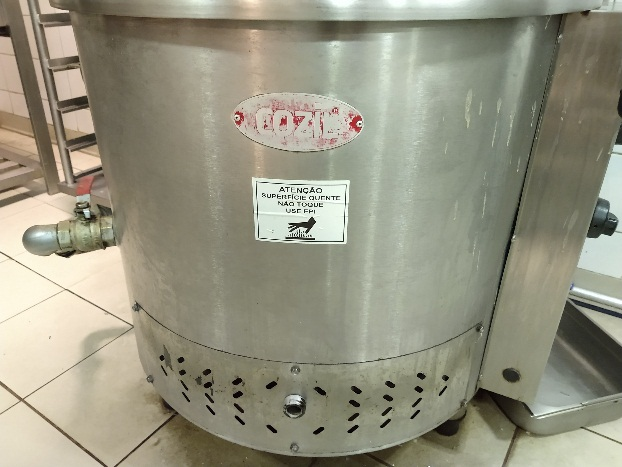 COZIL
ATENÇÃO
SUPERFÍCIE QUENTE
NÃO TOQUE
USE EPI